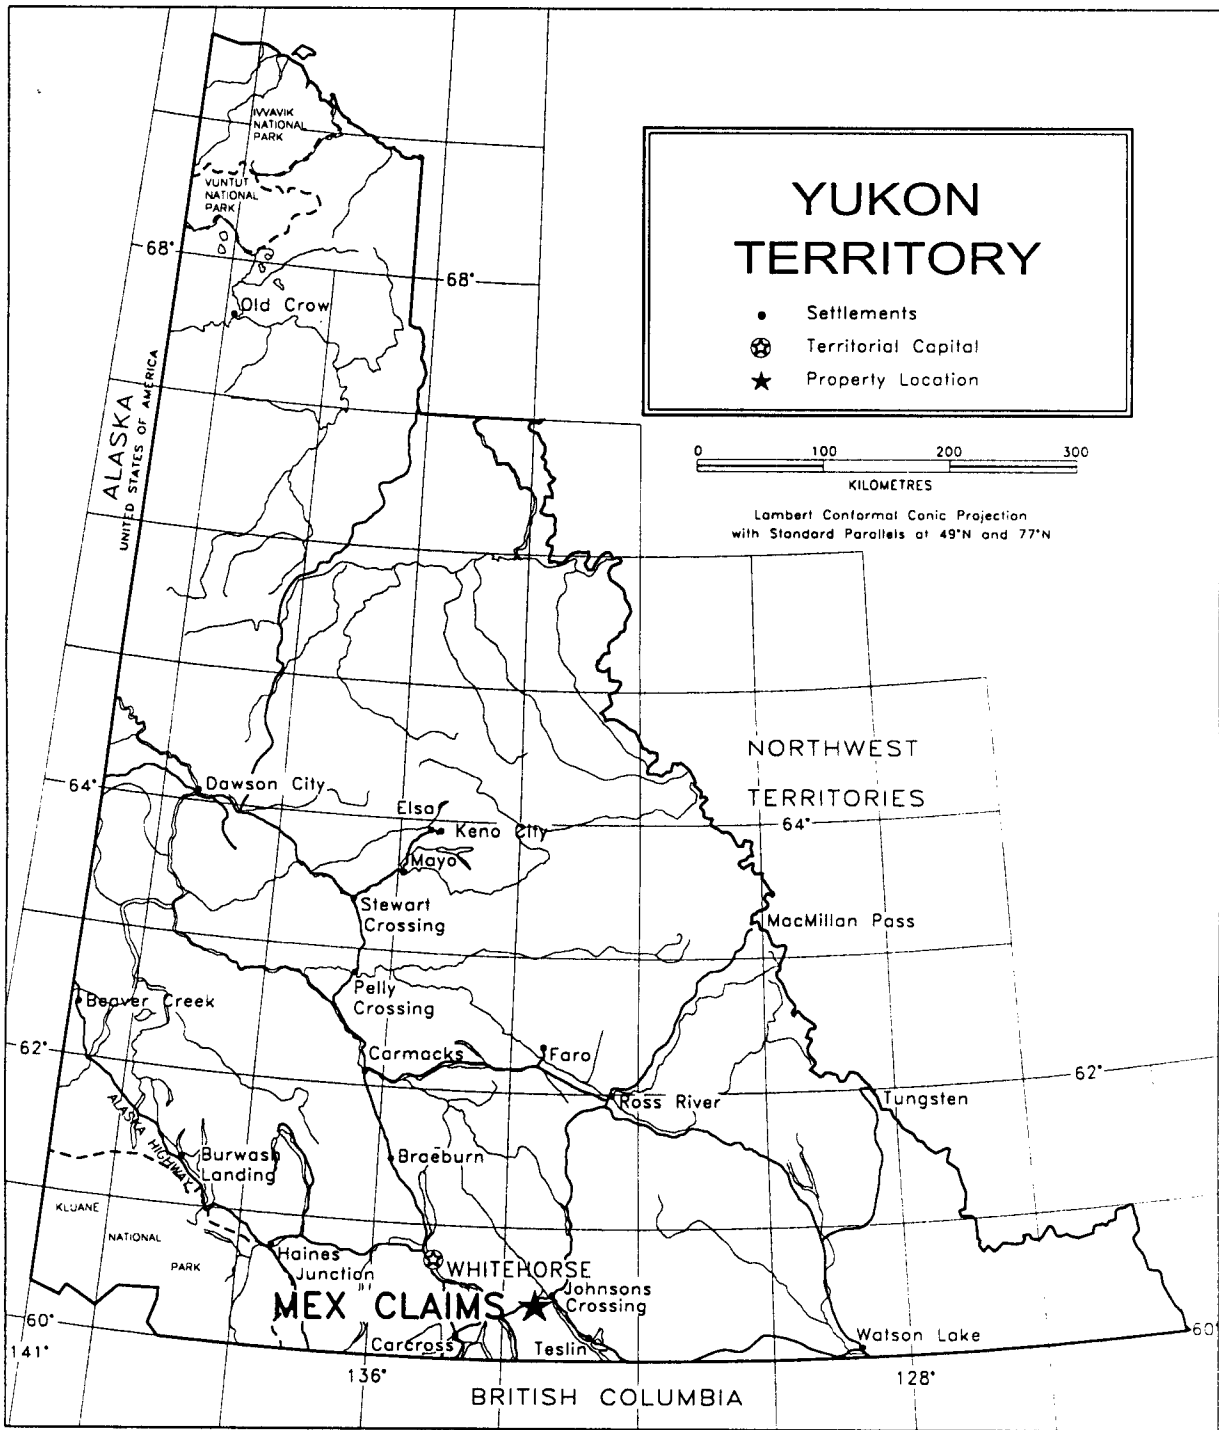 IVVAVIK
NATIONAL
PARK
VUNTUT
NATIONAL
PARK
68°
68°
Old Crow
YUKON
TERRITORY
Settlements
Territorial Capital
Property Location
0 100 200 300
KILOMETRES
Lambert Conformal Conic Projection
with Standard Parallels at 49°N and 77°N
ALASKA
UNITED STATES OF AMERICA
NORTHWEST
TERRITORIES
64°
64°
Dawson City
Elsa
Keno City
Mayo
Stewart
Crossing
MacMillan Pass
Pelly
Crossing
Beaver Creek
62°
62°
Carmacks
Faro
Ross River
Tungsten
ALASKA HIGHWAY
Burwash
Landing
Braeburn
KLUANE
NATIONAL
PARK
Haines
Junction
WHITEHORSE
MEX CLAIMS
Johnsons
Crossing
Carcross
Teslin
Watson Lake
60°
60°
141°
136°
128°
BRITISH COLUMBIA